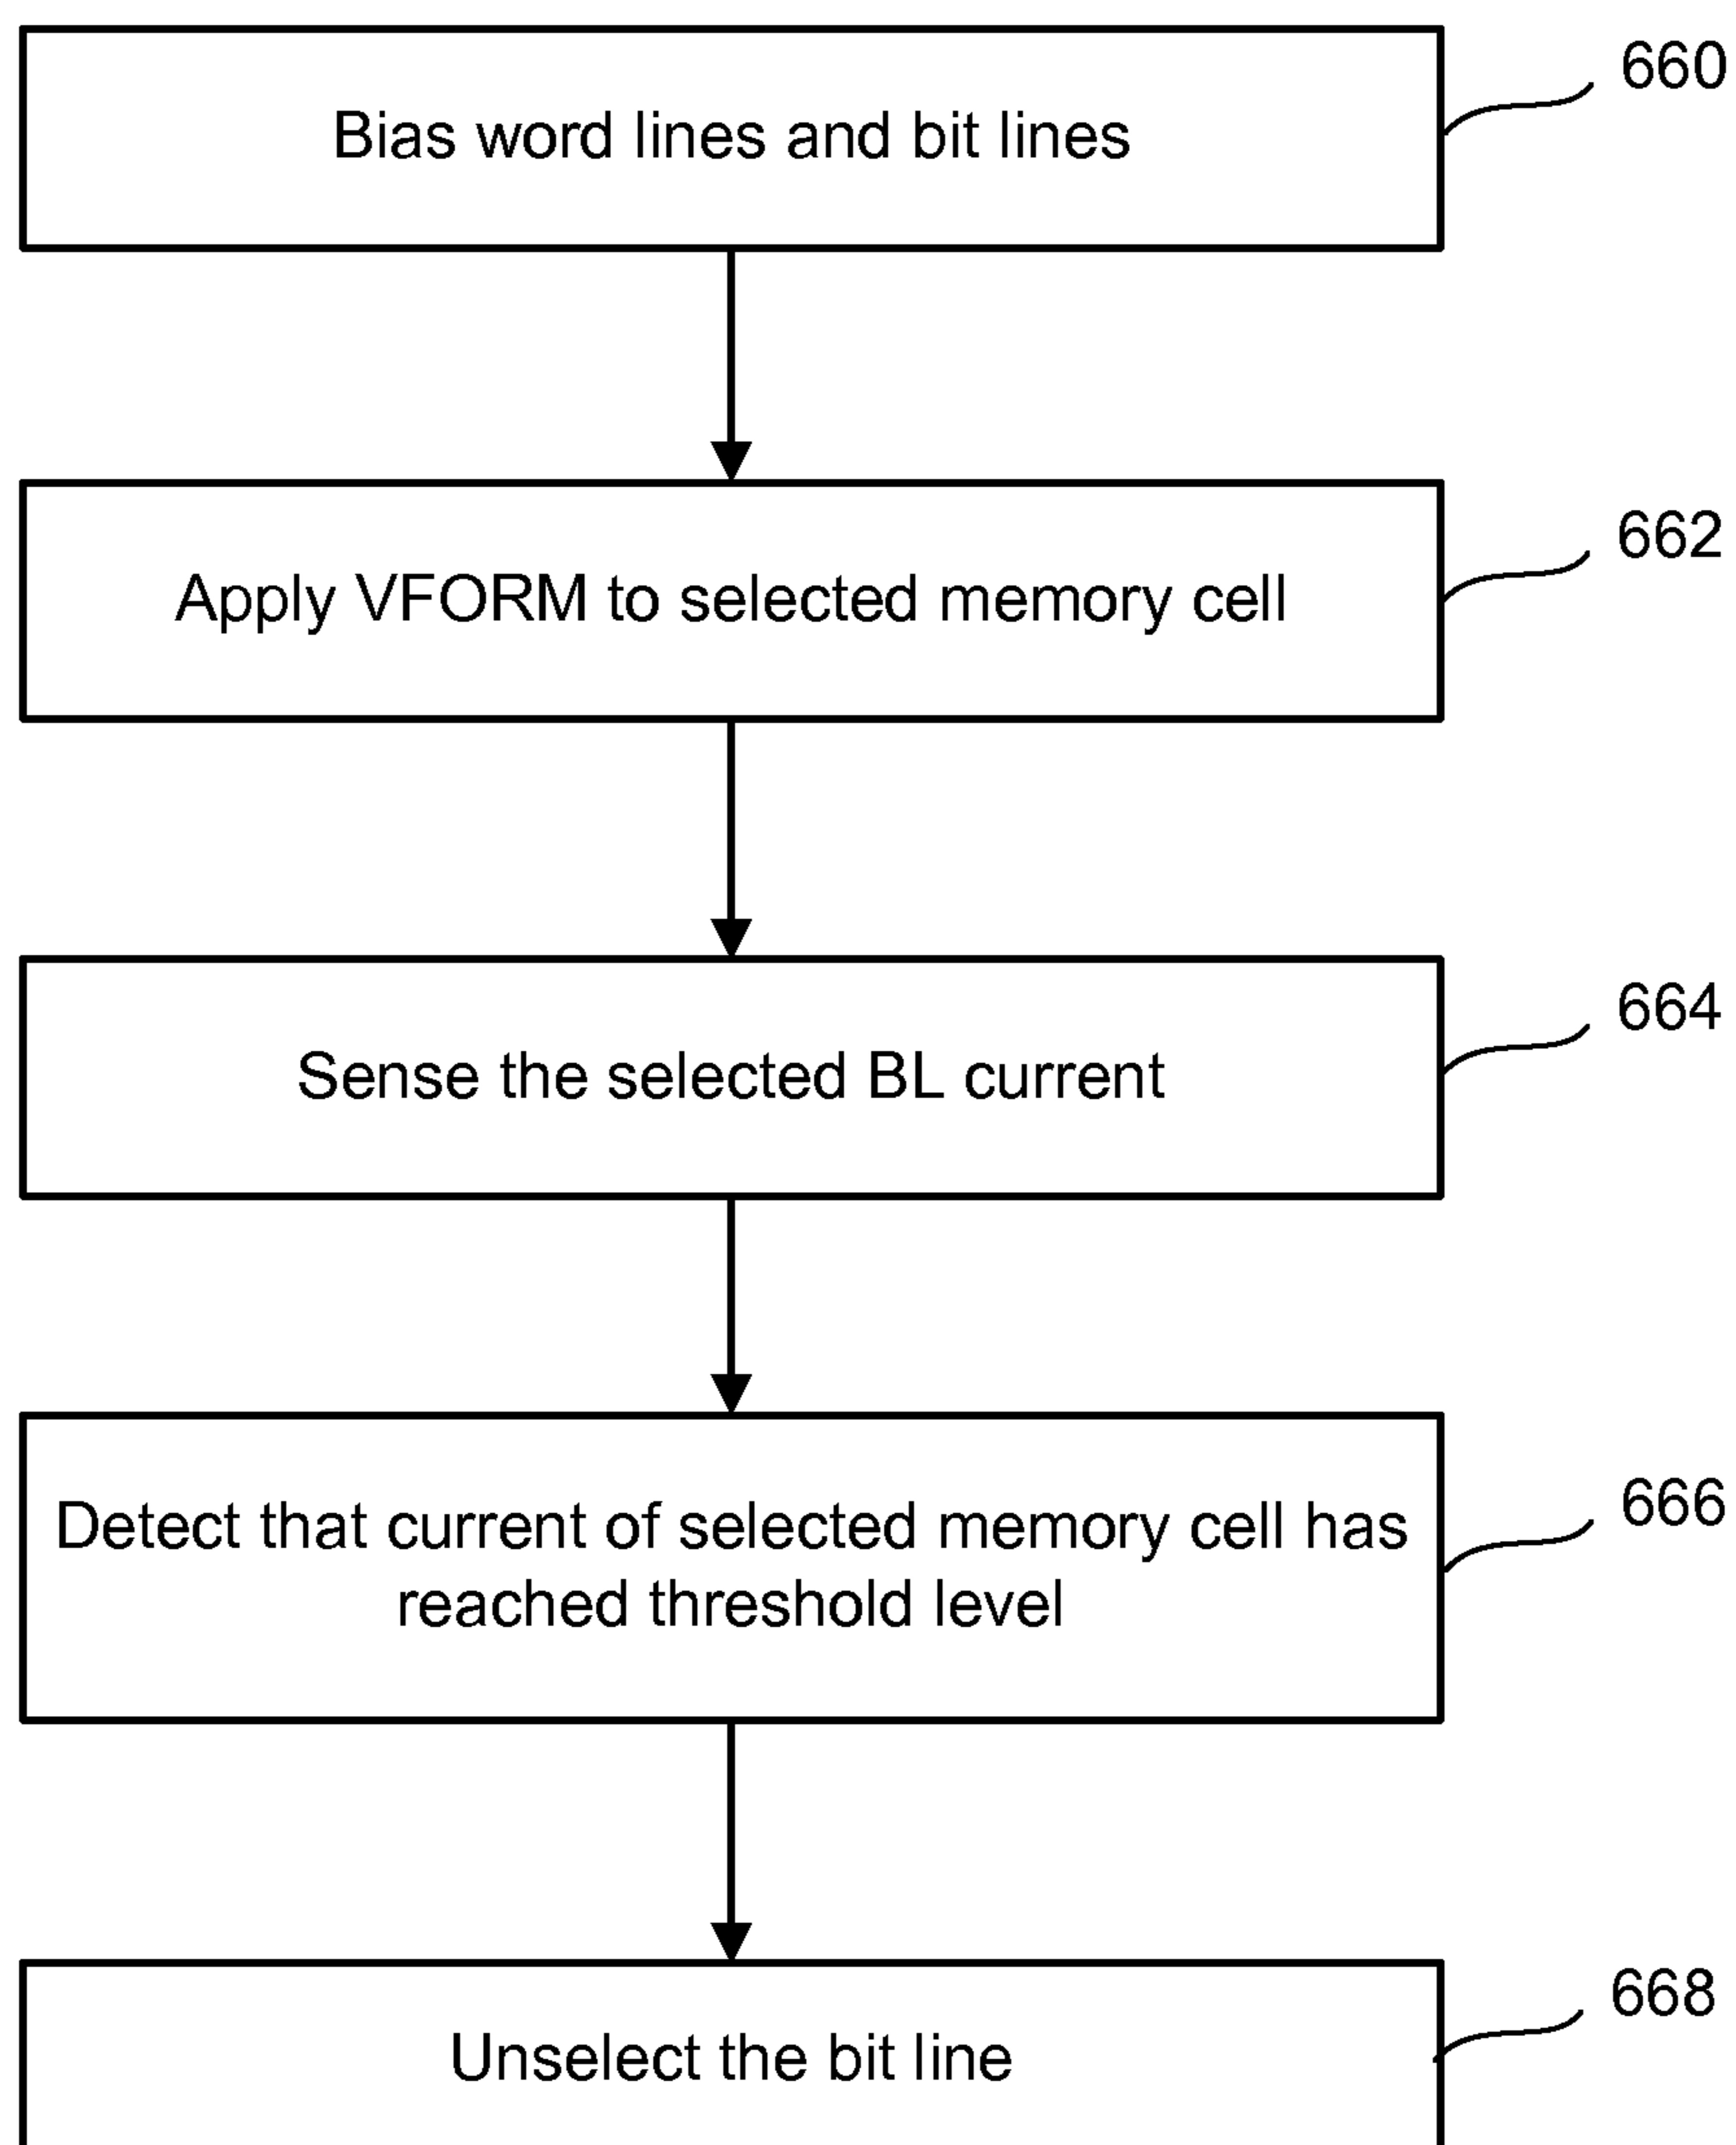 660
Bias word lines and bit lines
662
Apply VFORM to selected memory cell
664
Sense the selected BL current
666
Detect that current of selected memory cell has
reached threshold level
668
Unselect the bit line